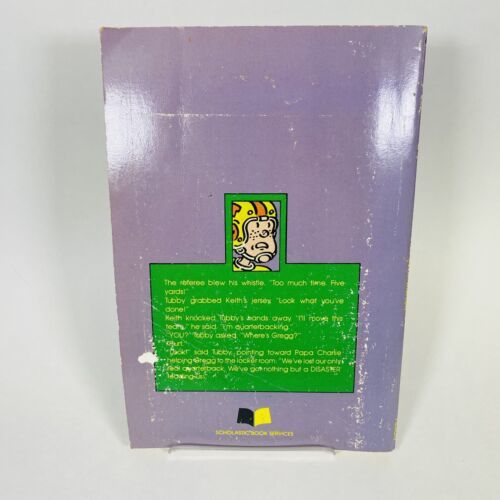 The referee blew his whistle. "Too much time. Five
yards!"
Tubby grabbed Keith's jersey. "Look what you've
done!"
Keith knocked Tubby's hands away. "I'll move this
team," he said. "I'm quarterbacking."
"YOU?" Tubby asked. "Where's Gregg?"
"Hurt."
"Look!" said Tubby, pointing toward Papa Charlie
helping Gregg to the locker room. "We've lost our only
real quarterback. We've got nothing but a DISASTER
leading us!"
SCHOLASTIC BOOK SERVICES